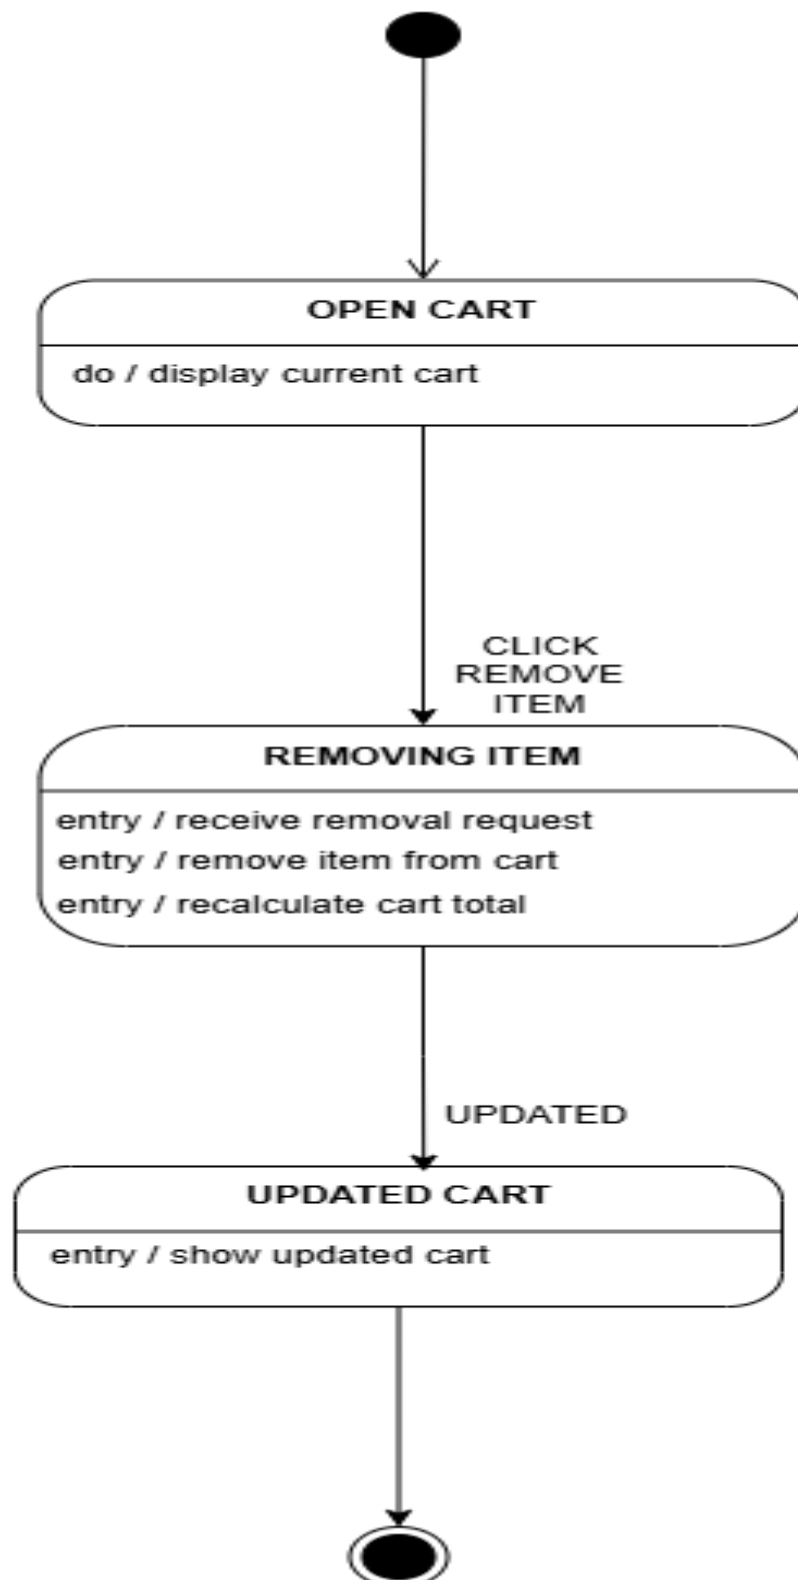 OPEN CART
do / display current cart
CLICK
REMOVE
ITEM
REMOVING ITEM
entry / receive removal request
entry / remove item from cart
entry / recalculate cart total
UPDATED
UPDATED CART
entry / show updated cart